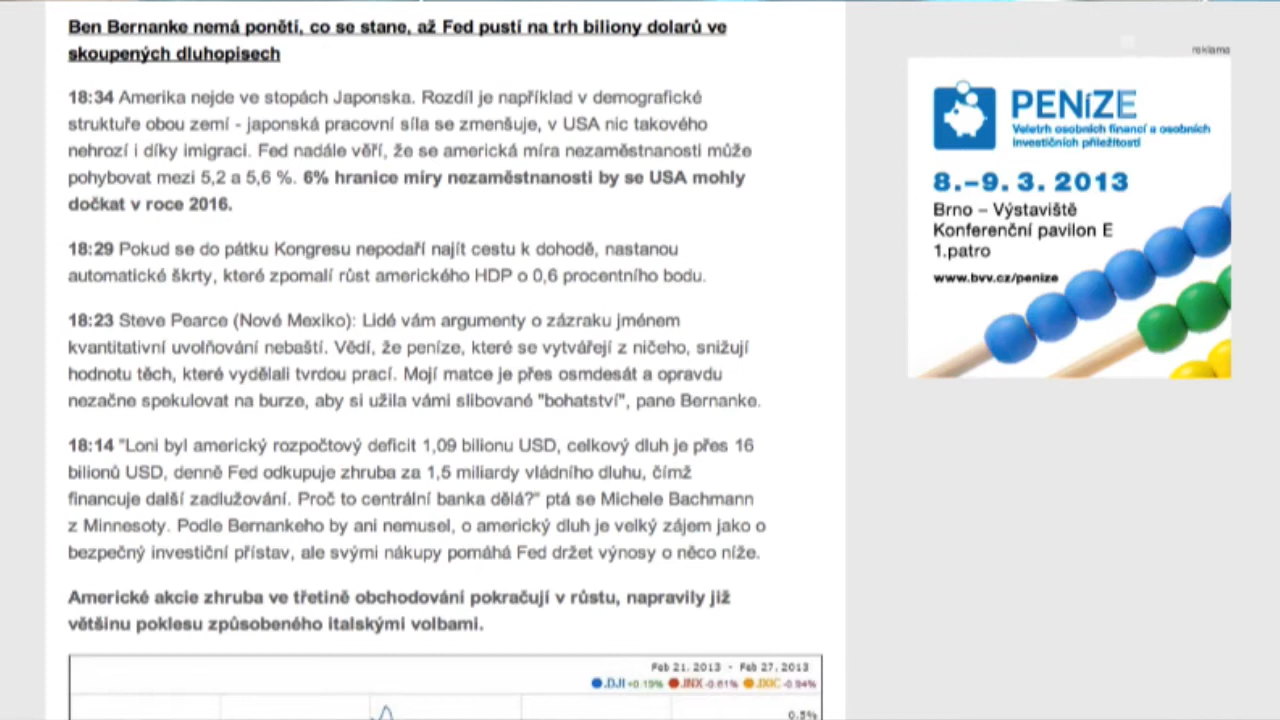 Ben Bernanke nemá ponětí, co se stane, až Fed pustí na trh biliony dolarů ve
skoupených dluhopisech
18:34 Amerika nejde ve stopách Japonska. Rozdíl je například v demografické
struktuře obou zemí - japonská pracovní síla se zmenšuje, v USA nic takového
nehrozí i díky imigraci. Fed nadále věří, že se americká míra nezaměstnanosti může
pohybovat mezi 5,2 a 5,6 %. 6% hranice míry nezaměstnanosti by se USA mohly
dočkat v roce 2016.
18:29 Pokud se do pátku Kongresu nepodaří najít cestu k dohodě, nastanou
automatické škrty, které zpomalí růst amerického HDP o 0,6 procentního bodu.
18:23 Steve Pearce (Nové Mexiko): Lidé vám argumenty o zázraku jménem
kvantitativní uvolňování nebaští. Vědí, že peníze, které se vytvářejí z ničeho, snižují
hodnotu těch, které vydělali tvrdou prací. Mojí matce je přes osmdesát a opravdu
nezačne spekulovat na burze, aby si užila vámi slibované "bohatství", pane Bernanke.
18:14 "Loni byl americký rozpočtový deficit 1,09 bilionu USD, celkový dluh je přes 16
bilionů USD, denně Fed odkupuje zhruba za 1,5 miliardy vládního dluhu, čímž
financuje další zadlužování. Proč to centrální banka dělá?" ptá se Michele Bachmann
z Minnesoty. Podle Bernankeho by ani nemusel, o americký dluh je velký zájem jako o
bezpečný investiční přístav, ale svými nákupy pomáhá Fed držet výnosy o něco níže.
Americké akcie zhruba ve třetině obchodování pokračují v růstu, napravily již
většinu poklesu způsobeného italskými volbami.
Feb 21, 2013 - Feb 27, 2013
.DJI +0.19% .INX -0.61% .IXIC -0.94%
0.5%
reklama
PENíZE
Veletrh osobních financí a osobních
investičních příležitostí
8.–9. 3. 2013
Brno – Výstaviště
Konferenční pavilon E
1.patro
www.bvv.cz/penize